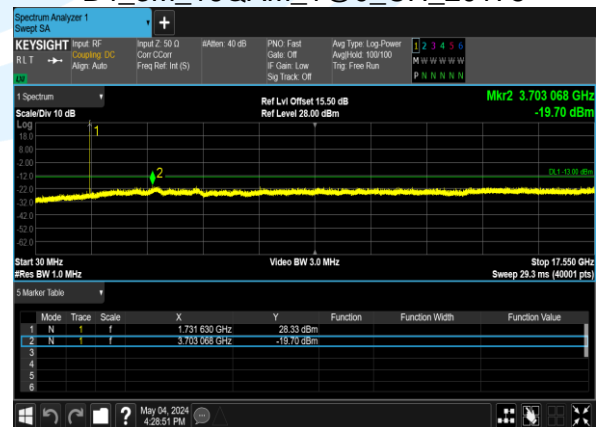 Spectrum Analyzer 1
Swept SA
+
KEYSIGHT Input: RF Input Z: 50 Ω #Atten: 40 dB PNO: Fast Avg Type: Log-Power 1 2 3 4 5 6
RLT Coupling: DC Corr CCorr Gate: Off Avg|Hold: 100/100 M W W W W W
Align: Auto Freq Ref: Int (S) IF Gain: Low Trig: Free Run
Sig Track: Off P N N N N N
LXI
1 Spectrum Ref Lvl Offset 15.50 dB Mkr2 3.703 068 GHz
Scale/Div 10 dB Ref Level 28.00 dBm -19.70 dBm
Log
18.0
8.00
-2.00
-12.0
-22.0
-32.0
-42.0
-52.0
-62.0
1
2
DL1 -13.00 dBm
Start 30 MHz Video BW 3.0 MHz Stop 17.550 GHz
#Res BW 1.0 MHz Sweep 29.3 ms (40001 pts)
5 Marker Table
Mode Trace Scale X Y Function Function Width Function Value
1 N 1 f 1.731 630 GHz 28.33 dBm
2 N 1 f 3.703 068 GHz -19.70 dBm
3
4
5
6
? May 04, 2024
4:28:51 PM